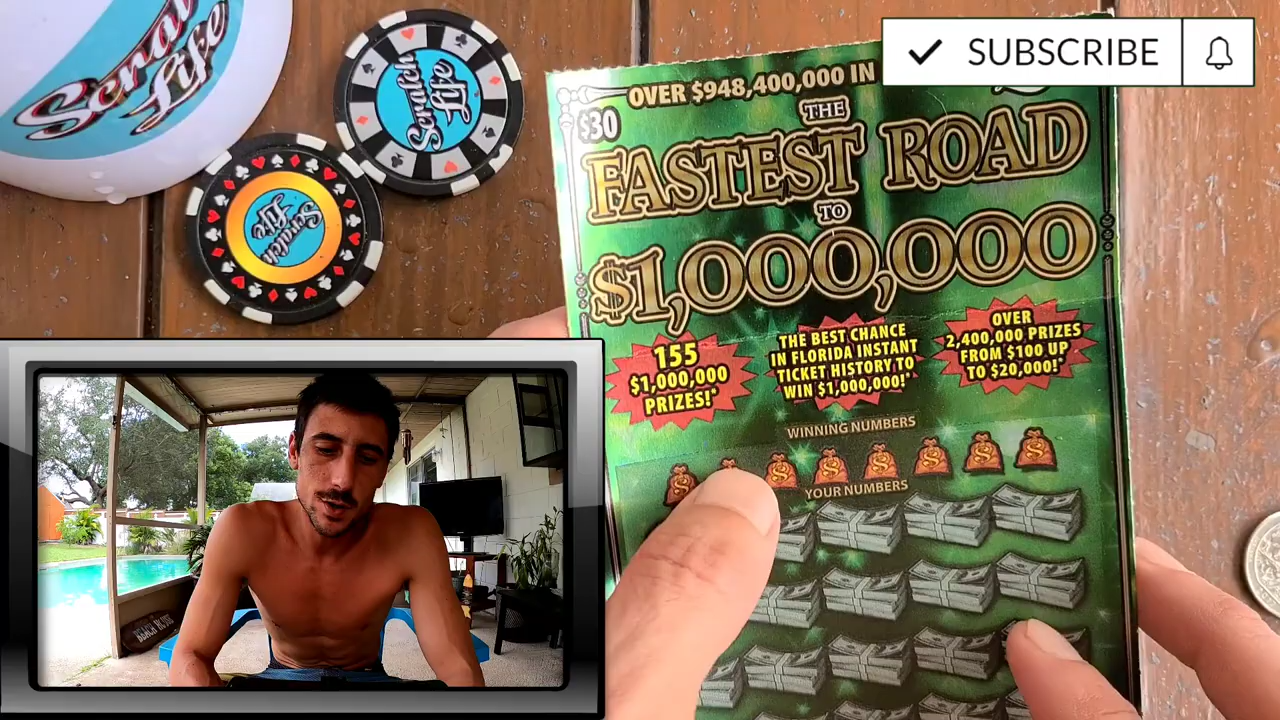 SUBSCRIBE
Scratch
Life
Scratch
Life
Scratch
Life
OVER $948,400,000 IN
$30
THE
FASTEST ROAD
TO
$1,000,000
155
$1,000,000
PRIZES!*
THE BEST CHANCE
IN FLORIDA INSTANT
TICKET HISTORY TO
WIN $1,000,000!*
OVER
2,400,000 PRIZES
FROM $100 UP
TO $20,000!*
WINNING NUMBERS
YOUR NUMBERS